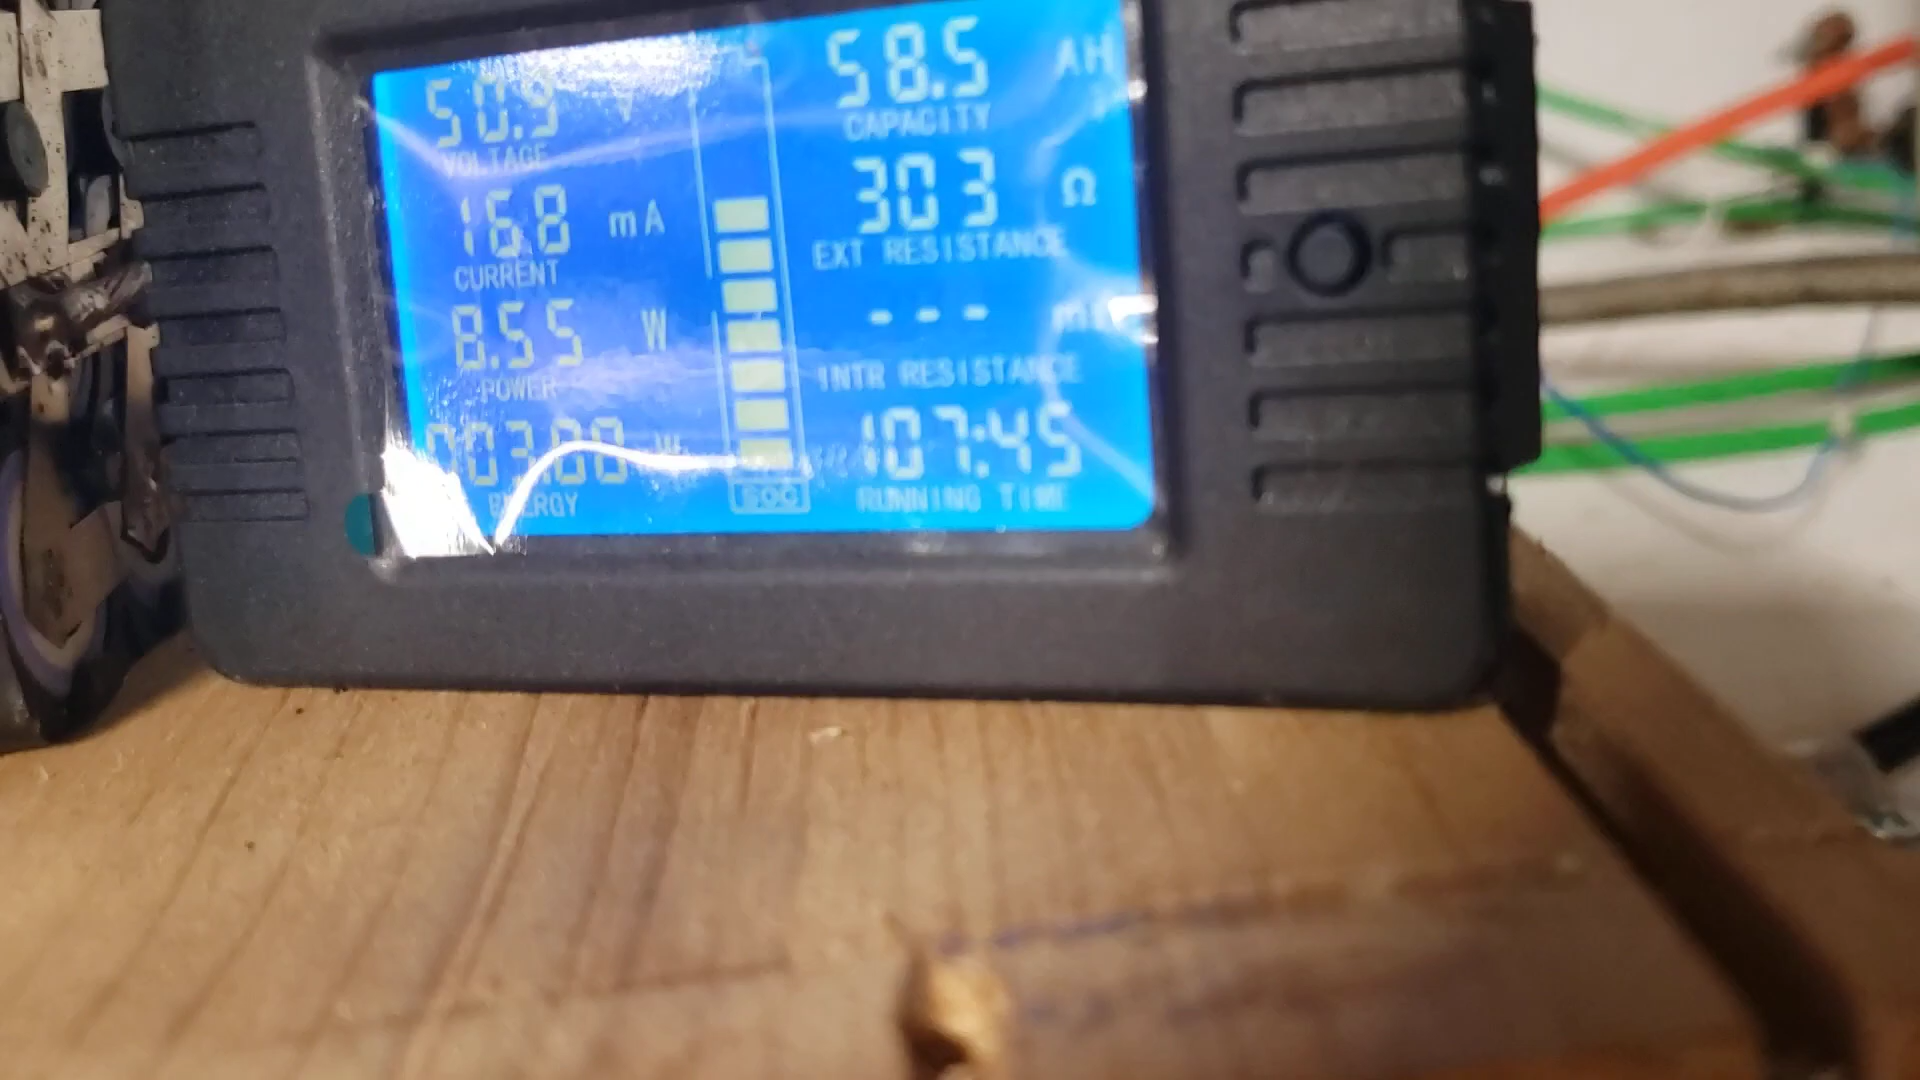 50.9 V
VOLTAGE
168 mA
CURRENT
8.55 W
POWER
ENERGY
SOC
58.5 AH
CAPACITY
303 Ω
EXT RESISTANCE
---
INTR RESISTANCE
107:45
RUNNING TIME